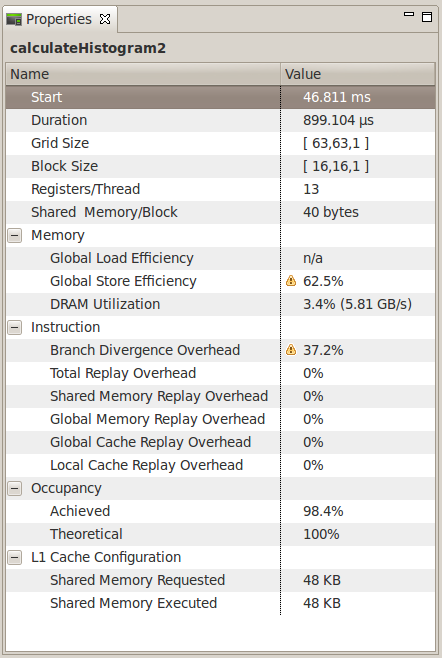 Properties
calculateHistogram2
Name Value
Start 46.811 ms
Duration 899.104 µs
Grid Size [ 63,63,1 ]
Block Size [ 16,16,1 ]
Registers/Thread 13
Shared Memory/Block 40 bytes
Memory
Global Load Efficiency n/a
Global Store Efficiency 62.5%
DRAM Utilization 3.4% (5.81 GB/s)
Instruction
Branch Divergence Overhead 37.2%
Total Replay Overhead 0%
Shared Memory Replay Overhead 0%
Global Memory Replay Overhead 0%
Global Cache Replay Overhead 0%
Local Cache Replay Overhead 0%
Occupancy
Achieved 98.4%
Theoretical 100%
L1 Cache Configuration
Shared Memory Requested 48 KB
Shared Memory Executed 48 KB